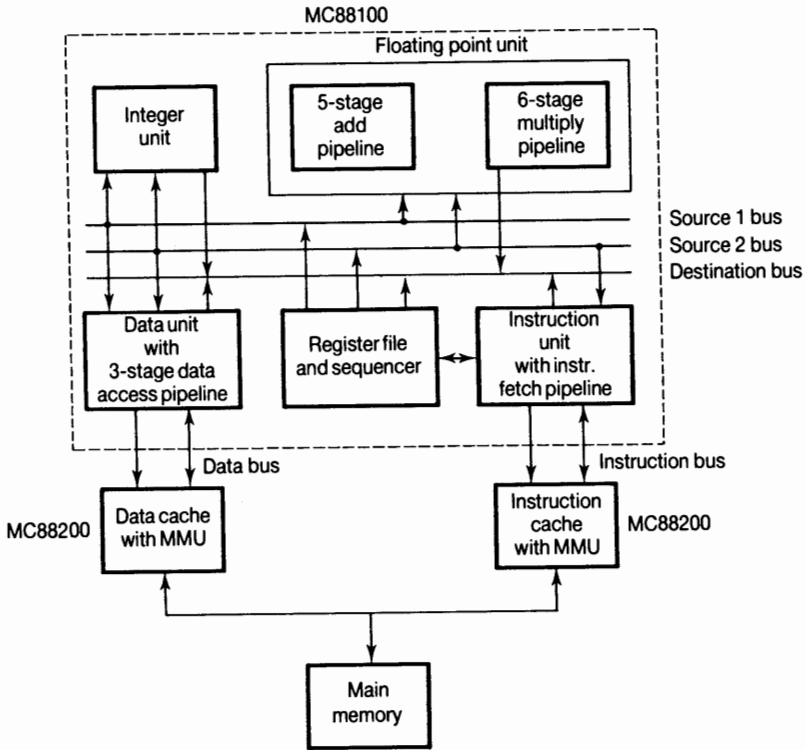 MC88100
Floating point unit
Integer
unit
5-stage
add
pipeline
6-stage
multiply
pipeline
Source 1 bus
Source 2 bus
Destination bus
Data unit
with
3-stage data
access pipeline
Register file
and sequencer
Instruction
unit
with instr.
fetch pipeline
Data bus
Instruction bus
MC88200
Data cache
with MMU
Instruction
cache
with MMU
MC88200
Main
memory